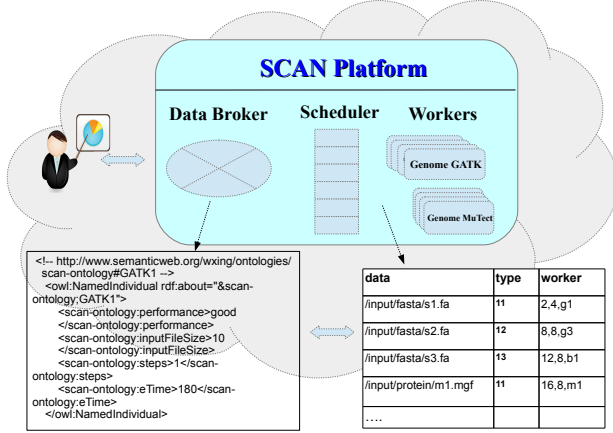 SCAN Platform
Data Broker
Scheduler
Workers
Genome GATK
Genome MuTect
<!-- http://www.semanticweb.org/wxing/ontologies/
scan-ontology#GATK1 -->
<owl:NamedIndividual rdf:about="&scan-
ontology;GATK1">
<scan-ontology:performance>good
</scan-ontology:performance>
<scan-ontology:inputFileSize>10
</scan-ontology:inputFileSize>
<scan-ontology:steps>1</scan-
ontology:steps>
<scan-ontology:eTime>180</scan-
ontology:eTime>
</owl:NamedIndividual>
data type worker
/input/fasta/s1.fa 11 2,4,g1
/input/fasta/s2.fa 12 8,8,g3
/input/fasta/s3.fa 13 12,8,b1
/input/protein/m1.mgf 11 16,8,m1
....